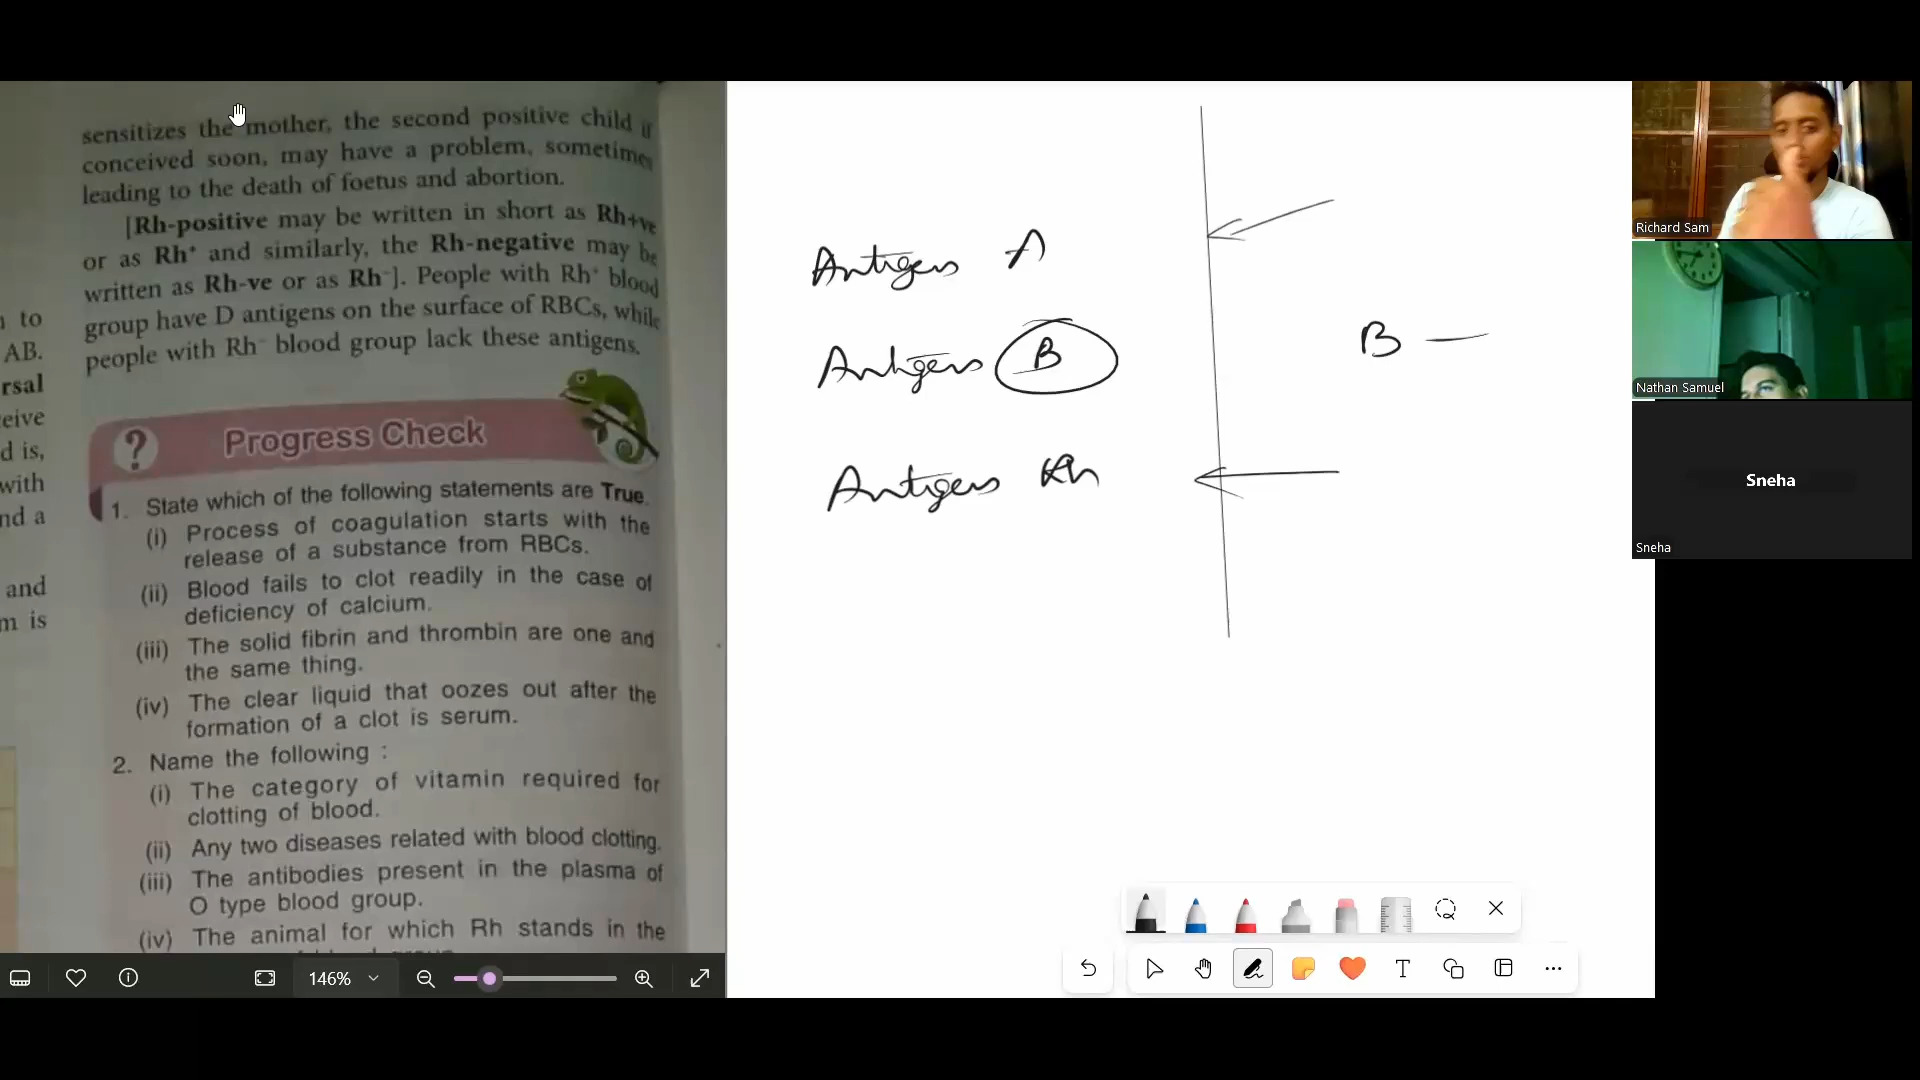 sensitizes the mother, the second positive child if
conceived soon, may have a problem, sometimes
leading to the death of foetus and abortion.
[Rh-positive may be written in short as Rh+ve
or as Rh+ and similarly, the Rh-negative may be
written as Rh-ve or as Rh-]. People with Rh+ blood
group have D antigens on the surface of RBCs, while
people with Rh- blood group lack these antigens.
to
AB.
rsal
eive
d is,
with
nd a
and
m is
? Progress Check
1. State which of the following statements are True.
(i) Process of coagulation starts with the
release of a substance from RBCs.
(ii) Blood fails to clot readily in the case of
deficiency of calcium.
(iii) The solid fibrin and thrombin are one and
the same thing.
(iv) The clear liquid that oozes out after the
formation of a clot is serum.
2. Name the following :
(i) The category of vitamin required for
clotting of blood.
(ii) Any two diseases related with blood clotting.
(iii) The antibodies present in the plasma of
O type blood group.
(iv) The animal for which Rh stands in the
146%
Antigens A
Antigens B
Antigens Rh
B —
T
Richard Sam
Nathan Samuel
Sneha
Sneha